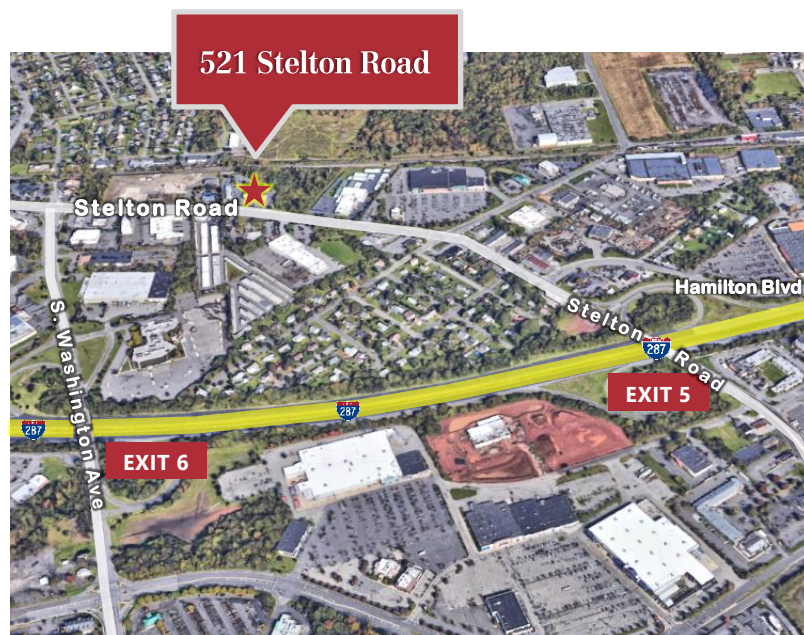 521 Stelton Road
Stelton Road
Hamilton Blvd
S. Washington Ave
Stelton Road
287
287
287
EXIT 5
EXIT 6